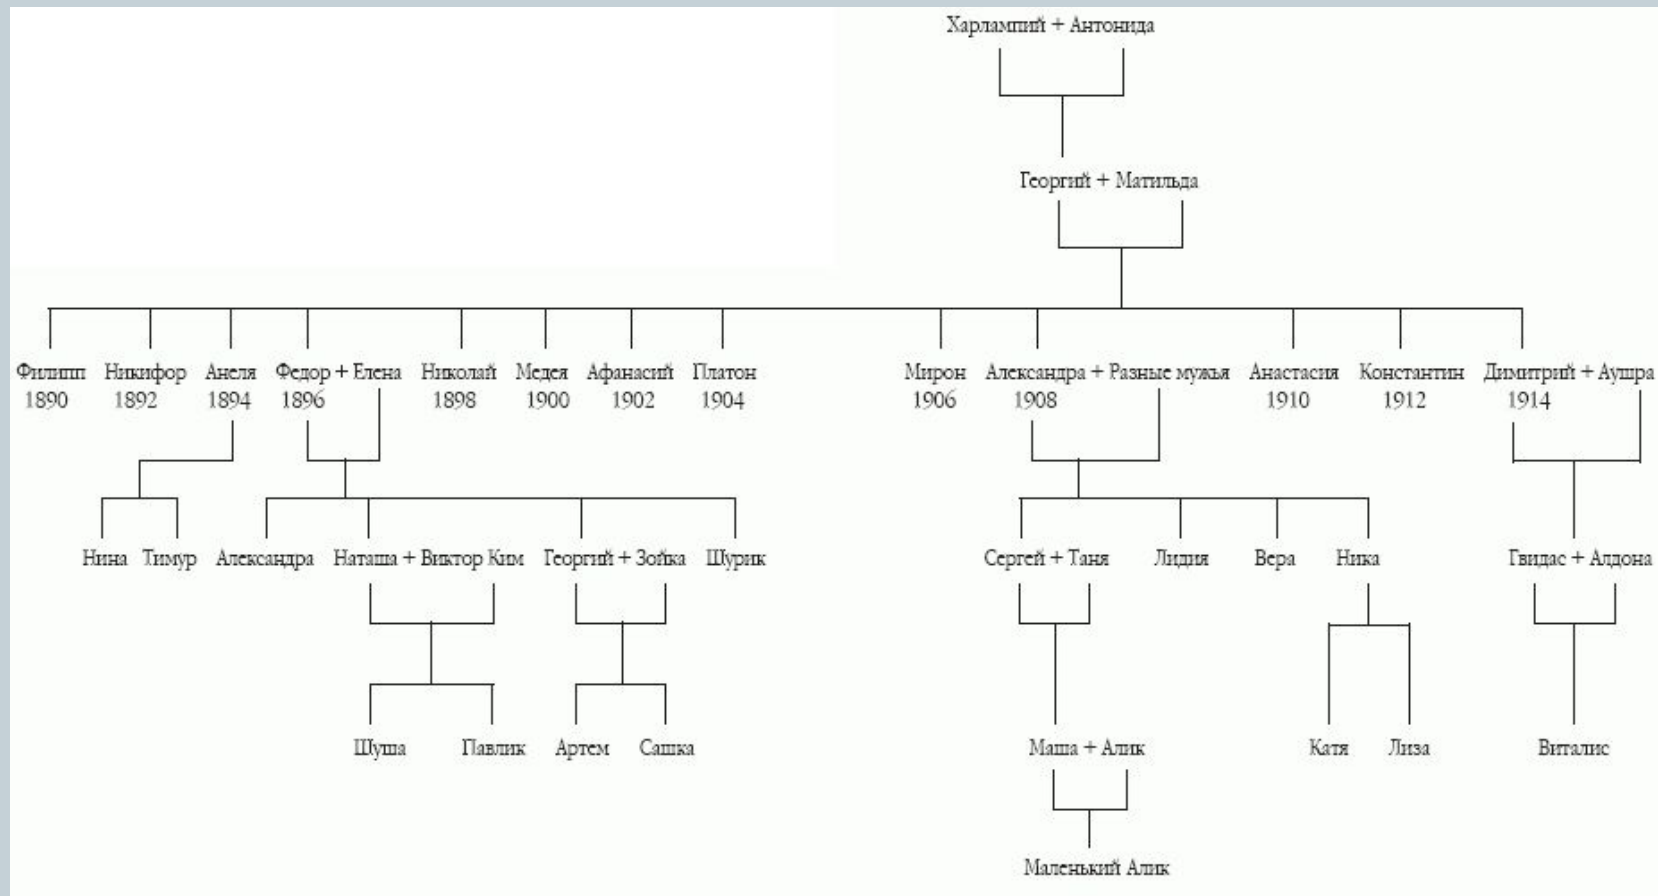 Харлампий + Антонида
Георгий + Матильда
Филипп Никифор Анеля Федор + Елена Николай Медея Афанасий Платон Мирон Александра + Разные мужья Анастасия Константин Димитрий + Аушра
1890 1892 1894 1896 1898 1900 1902 1904 1906 1908 1910 1912 1914
Нина Тимур Александра Наташа + Виктор Ким Георгий + Зойка Шурик Сергей + Таня Лидия Вера Ника Гвидас + Алдона
Шуша Павлик Артем Сашка Маша + Алик Катя Лиза Виталис
Маленький Алик